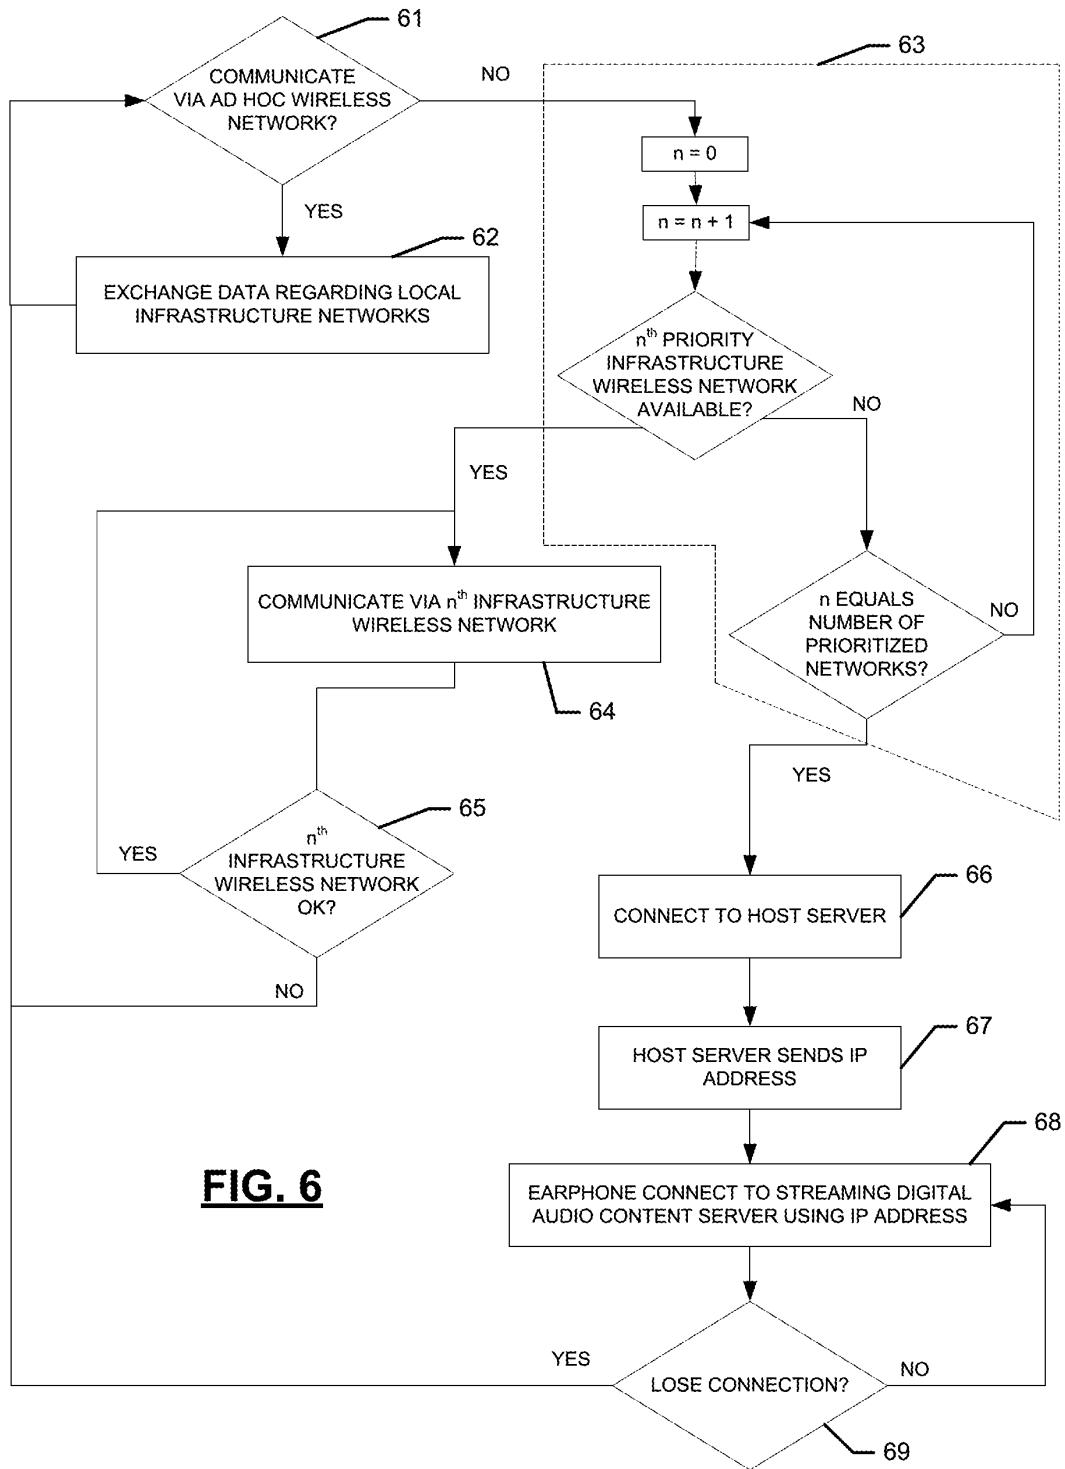 61
COMMUNICATE
VIA AD HOC WIRELESS
NETWORK?
NO
63
n = 0
n = n + 1
YES
62
EXCHANGE DATA REGARDING LOCAL
INFRASTRUCTURE NETWORKS
nth PRIORITY
INFRASTRUCTURE
WIRELESS NETWORK
AVAILABLE?
NO
YES
COMMUNICATE VIA nth INFRASTRUCTURE
WIRELESS NETWORK
64
n EQUALS
NUMBER OF
PRIORITIZED
NETWORKS?
NO
YES
65
nth
INFRASTRUCTURE
WIRELESS NETWORK
OK?
YES
NO
66
CONNECT TO HOST SERVER
67
HOST SERVER SENDS IP
ADDRESS
68
EARPHONE CONNECT TO STREAMING DIGITAL
AUDIO CONTENT SERVER USING IP ADDRESS
FIG. 6
YES
LOSE CONNECTION?
NO
69